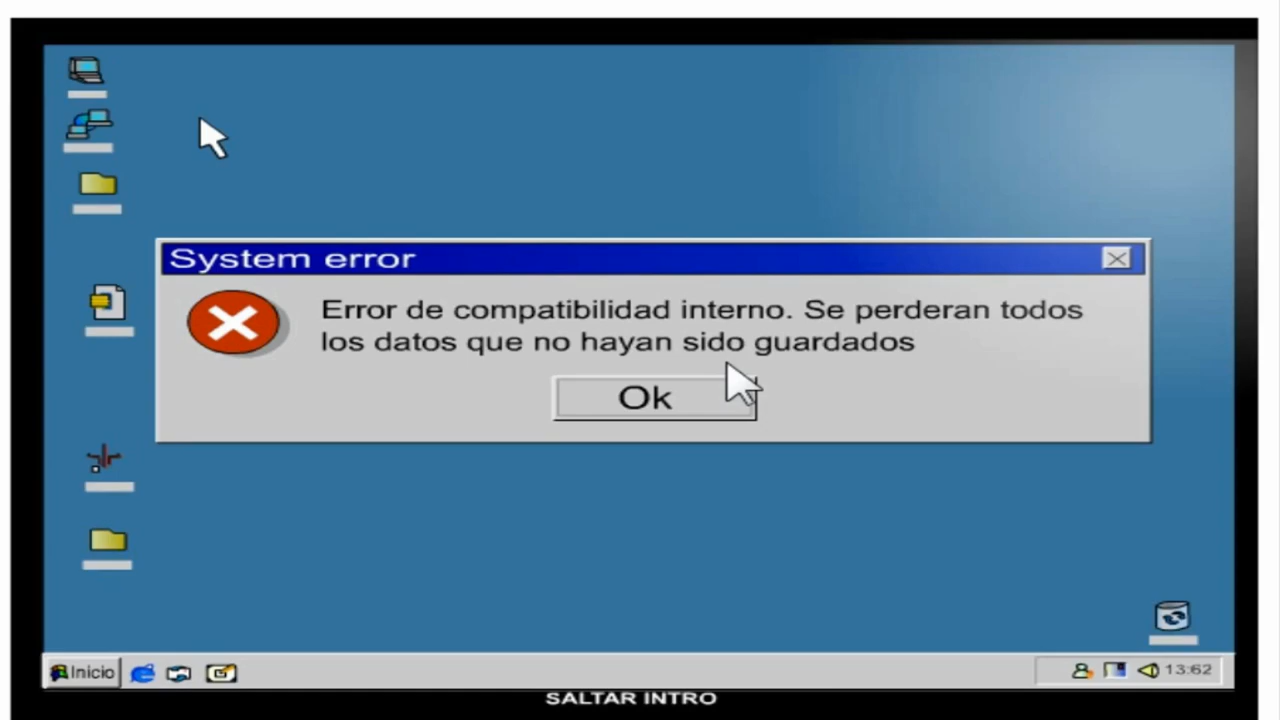 System error
Error de compatibilidad interno. Se perderan todos
los datos que no hayan sido guardados
Ok
Inicio
13:62
SALTAR INTRO